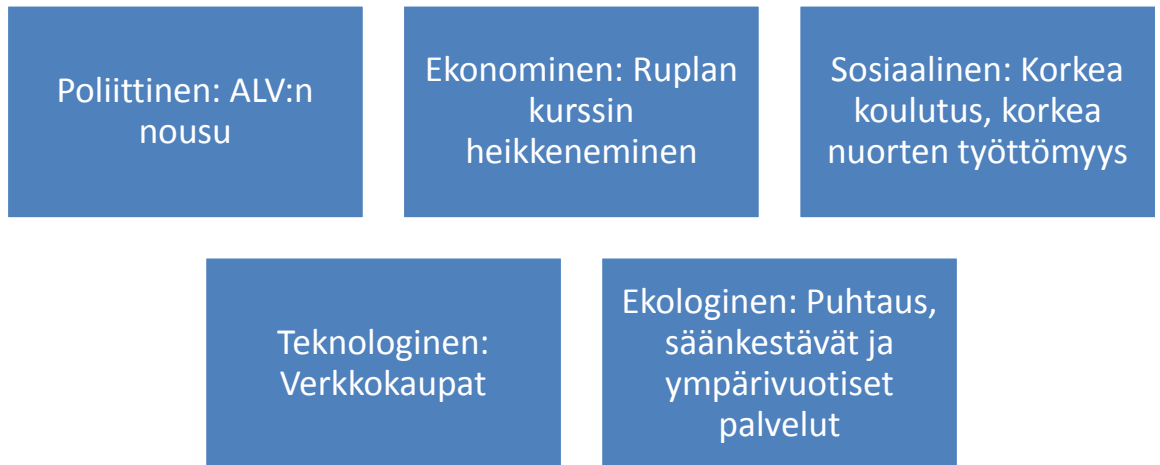 Poliittinen: ALV:n
nousu
Ekonominen: Ruplan
kurssin
heikkeneminen
Sosiaalinen: Korkea
koulutus, korkea
nuorten työttömyys
Teknologinen:
Verkkokaupat
Ekologinen: Puhtaus,
säänkestävät ja
ympärivuotiset
palvelut